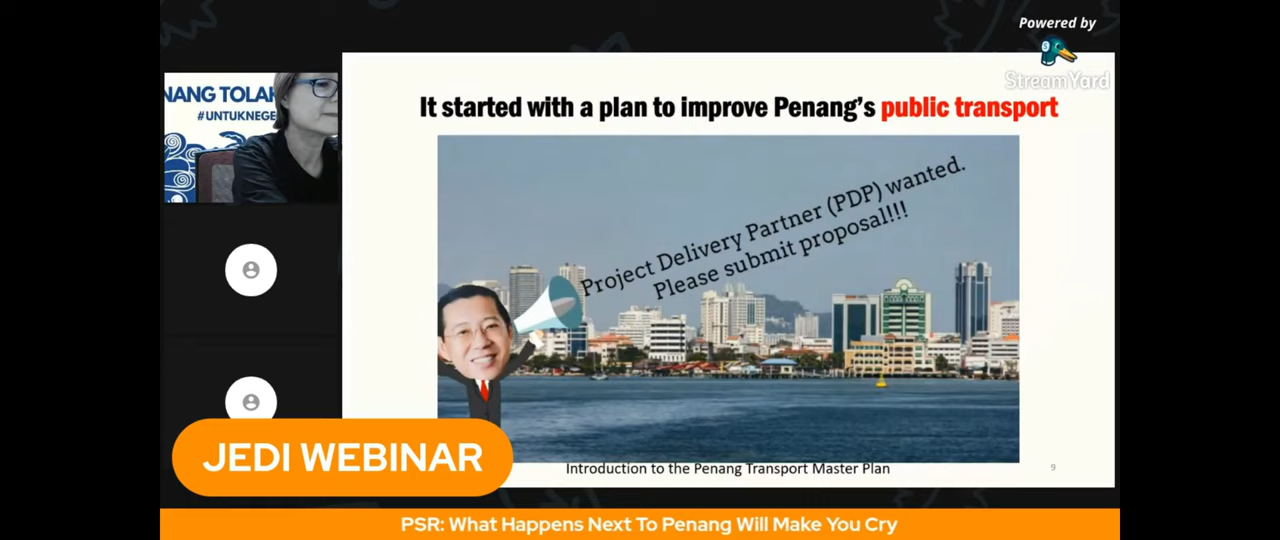 Powered by
StreamYard
NANG TOLAK
#UNTUKNEGE
It started with a plan to improve Penang's public transport
Project Delivery Partner (PDP) wanted.
Please submit proposal!!!
Introduction to the Penang Transport Master Plan
9
JEDI WEBINAR
PSR: What Happens Next To Penang Will Make You Cry